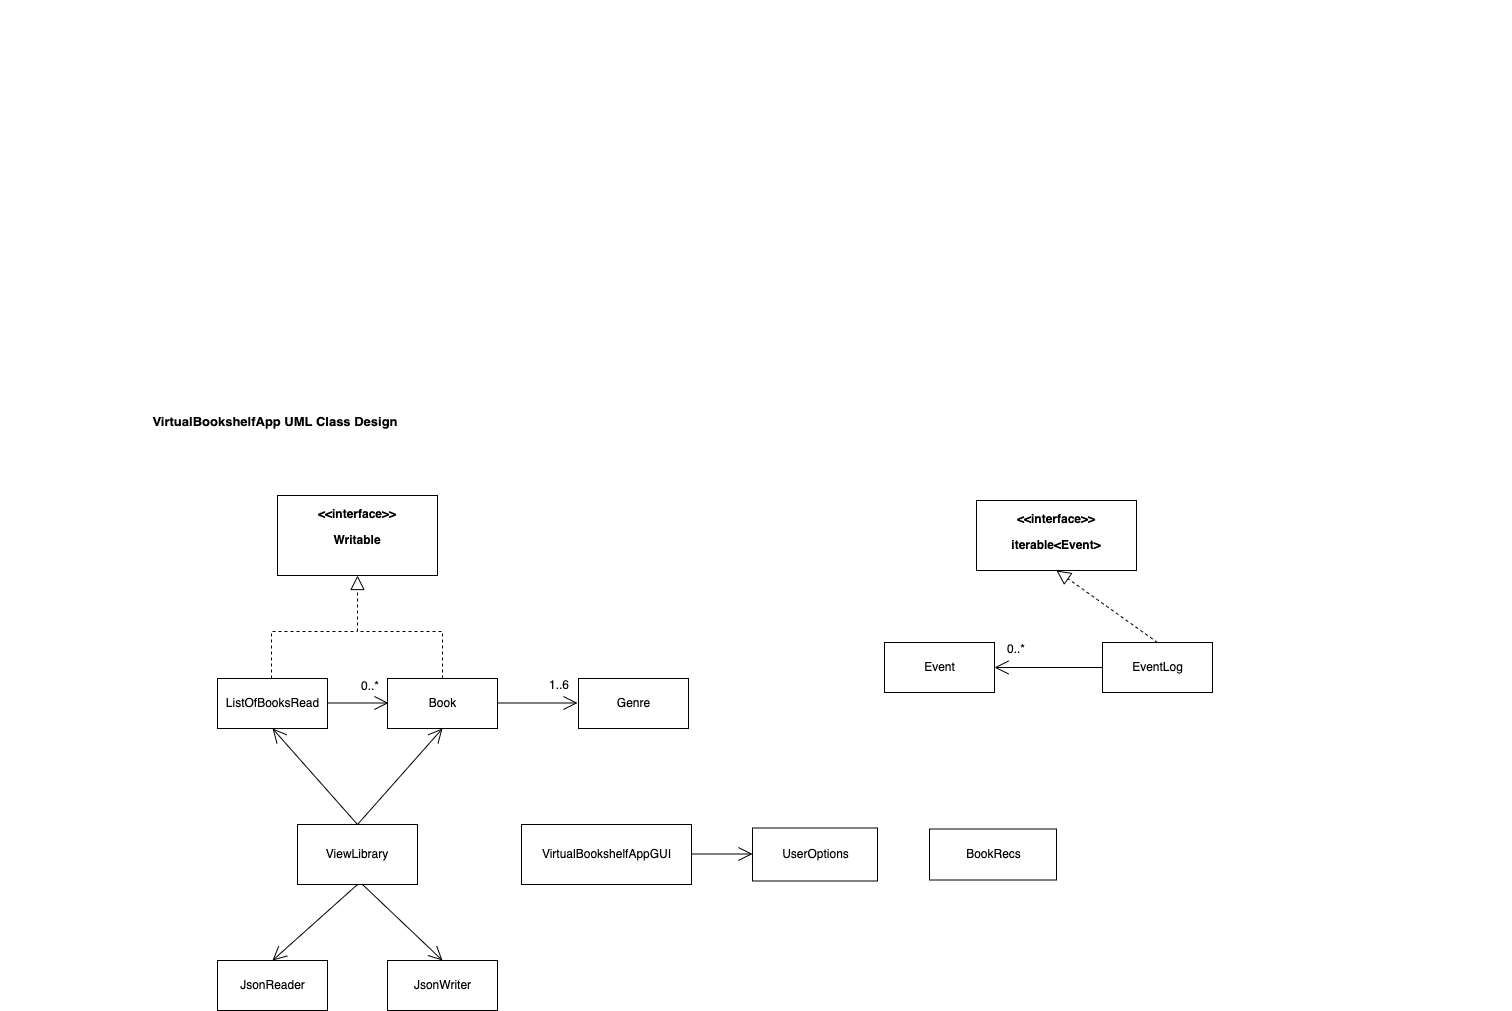 VirtualBookshelfApp UML Class Design
<<interface>>
Writable
<<interface>>
iterable<Event>
0..*
Event
EventLog
0..*
1..6
ListOfBooksRead
Book
Genre
ViewLibrary
VirtualBookshelfAppGUI
UserOptions
BookRecs
JsonReader
JsonWriter